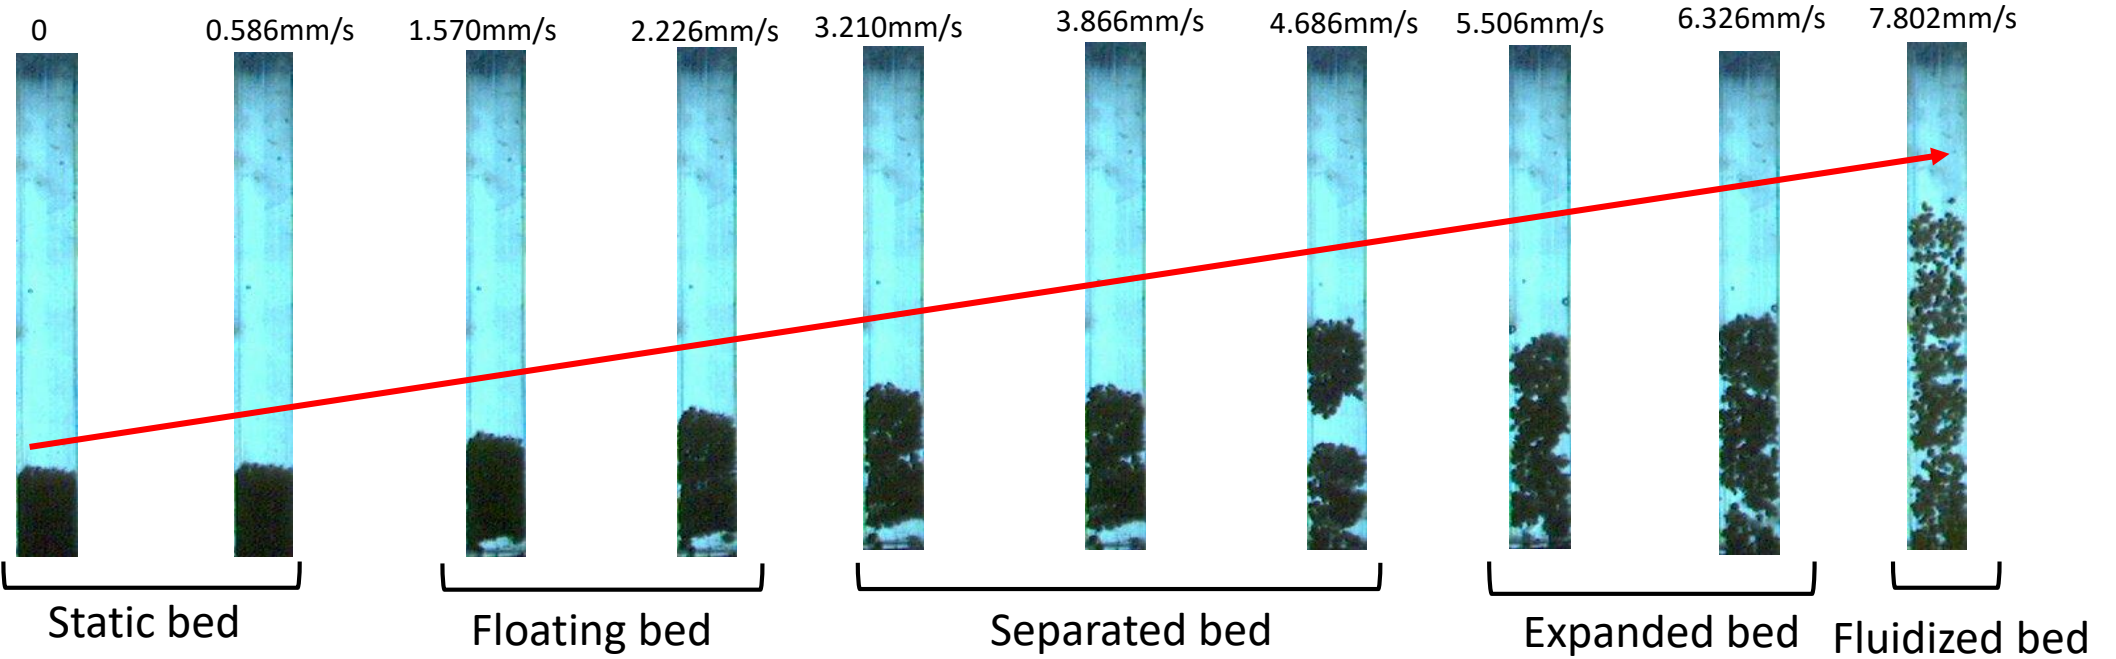 0
0.586mm/s
1.570mm/s
2.226mm/s
3.210mm/s
3.866mm/s
4.686mm/s
5.506mm/s
6.326mm/s
7.802mm/s
Static bed
Floating bed
Separated bed
Expanded bed
Fluidized bed